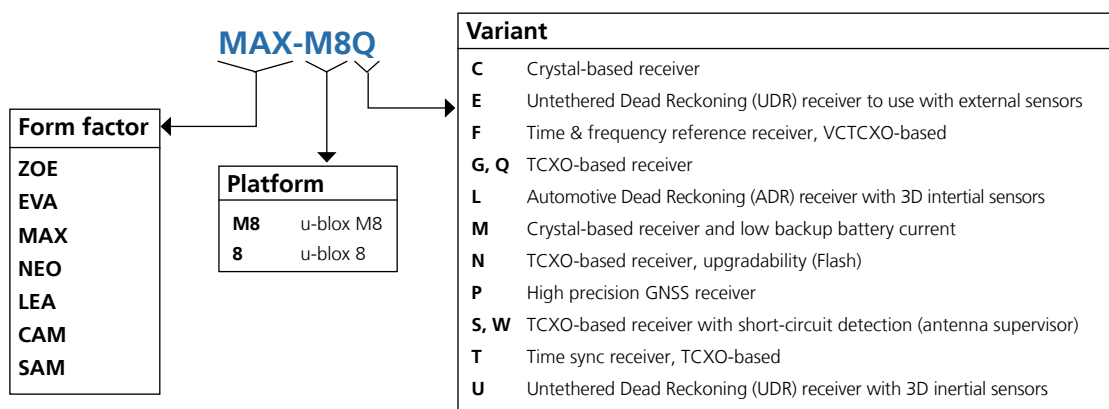 MAX-M8Q
Form factor
ZOE
EVA
MAX
NEO
LEA
CAM
SAM
Platform
M8 u-blox M8
8 u-blox 8
Variant
C Crystal-based receiver
E Untethered Dead Reckoning (UDR) receiver to use with external sensors
F Time & frequency reference receiver, VCTCXO-based
G, Q TCXO-based receiver
L Automotive Dead Reckoning (ADR) receiver with 3D intertial sensors
M Crystal-based receiver and low backup battery current
N TCXO-based receiver, upgradability (Flash)
P High precision GNSS receiver
S, W TCXO-based receiver with short-circuit detection (antenna supervisor)
T Time sync receiver, TCXO-based
U Untethered Dead Reckoning (UDR) receiver with 3D inertial sensors